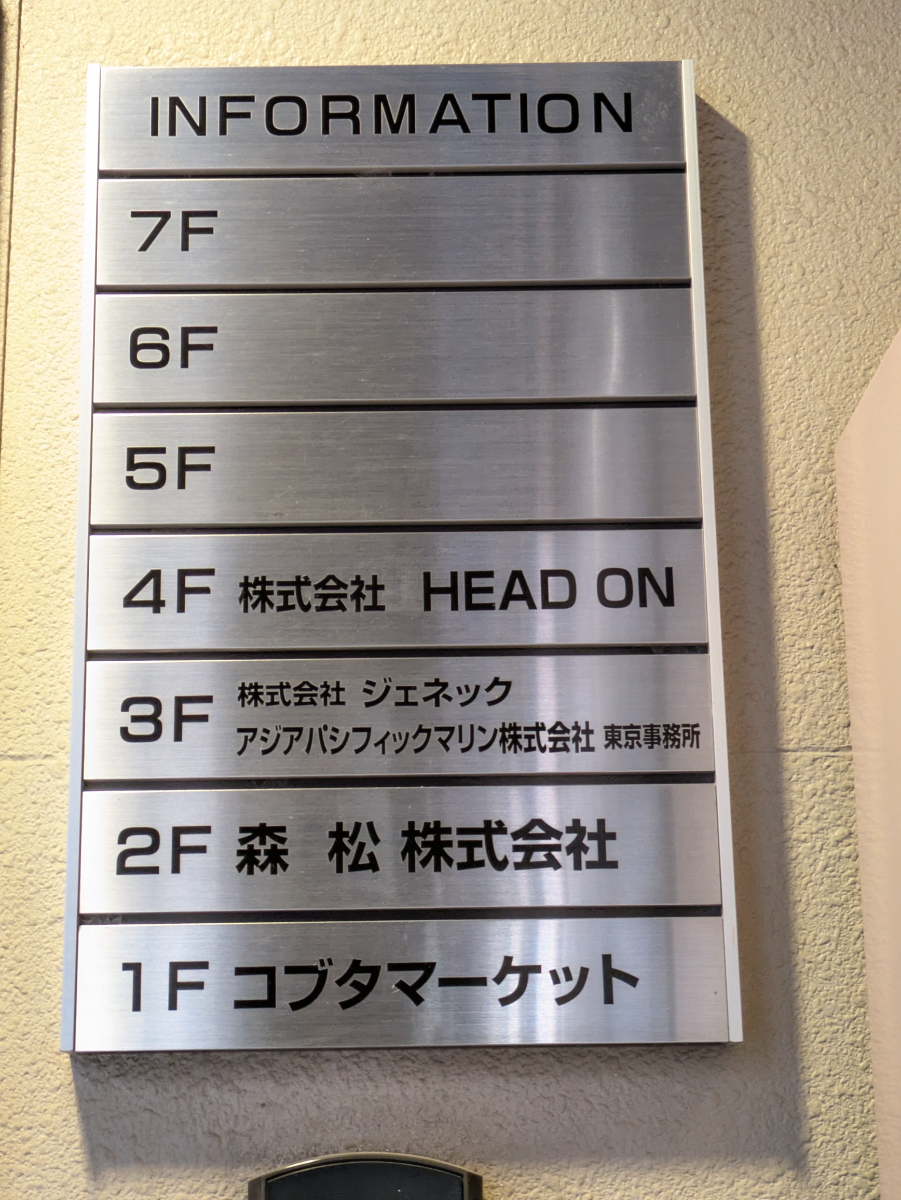 INFORMATION
7F
6F
5F
4F 株式会社 HEAD ON
3F 株式会社 ジェネック
アジアパシフィックマリン株式会社 東京事務所
2F 森 松 株式会社
1F コブタマーケット